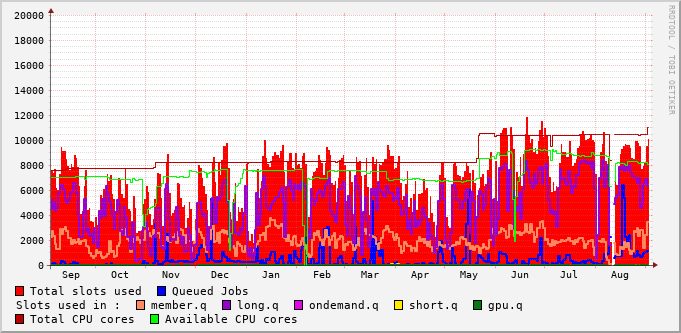 RRDTOOL / TOBI OETIKER
20000
18000
16000
14000
12000
10000
8000
6000
4000
2000
0
Sep Oct Nov Dec Jan Feb Mar Apr May Jun Jul Aug
Total slots used Queued Jobs
Slots used in : member.q long.q ondemand.q short.q gpu.q
Total CPU cores Available CPU cores